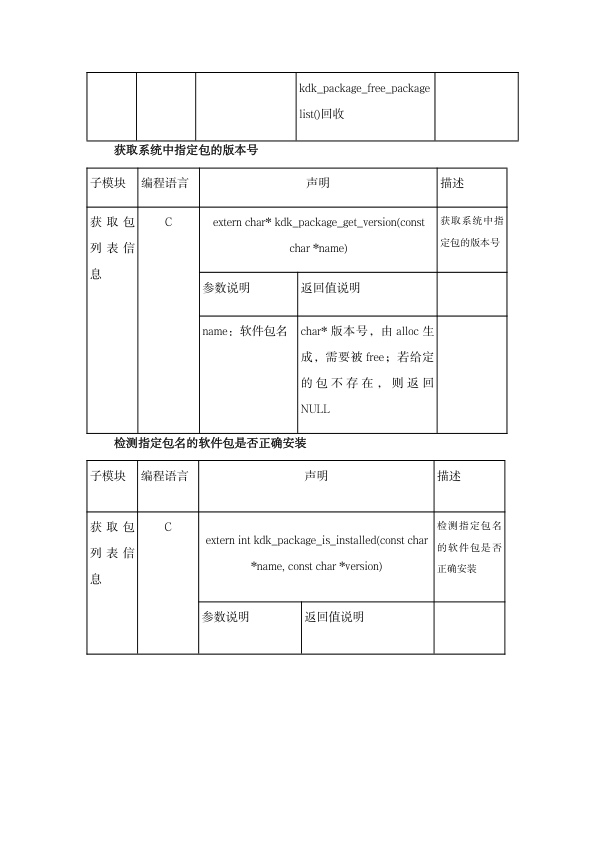 kdk_package_free_package
list()回收
获取系统中指定包的版本号
子模块 编程语言 声明 描述
获取包 C extern char* kdk_package_get_version(const 获取系统中指
列表信 char *name) 定包的版本号
息
参数说明 返回值说明
name：软件包名 char* 版本号，由 alloc 生
成，需要被 free；若给定
的包不存在，则返回
NULL
检测指定包名的软件包是否正确安装
子模块 编程语言 声明 描述
获取包 C extern int kdk_package_is_installed(const char 检测指定包名
列表信 *name, const char *version) 的软件包是否
息 正确安装
参数说明 返回值说明